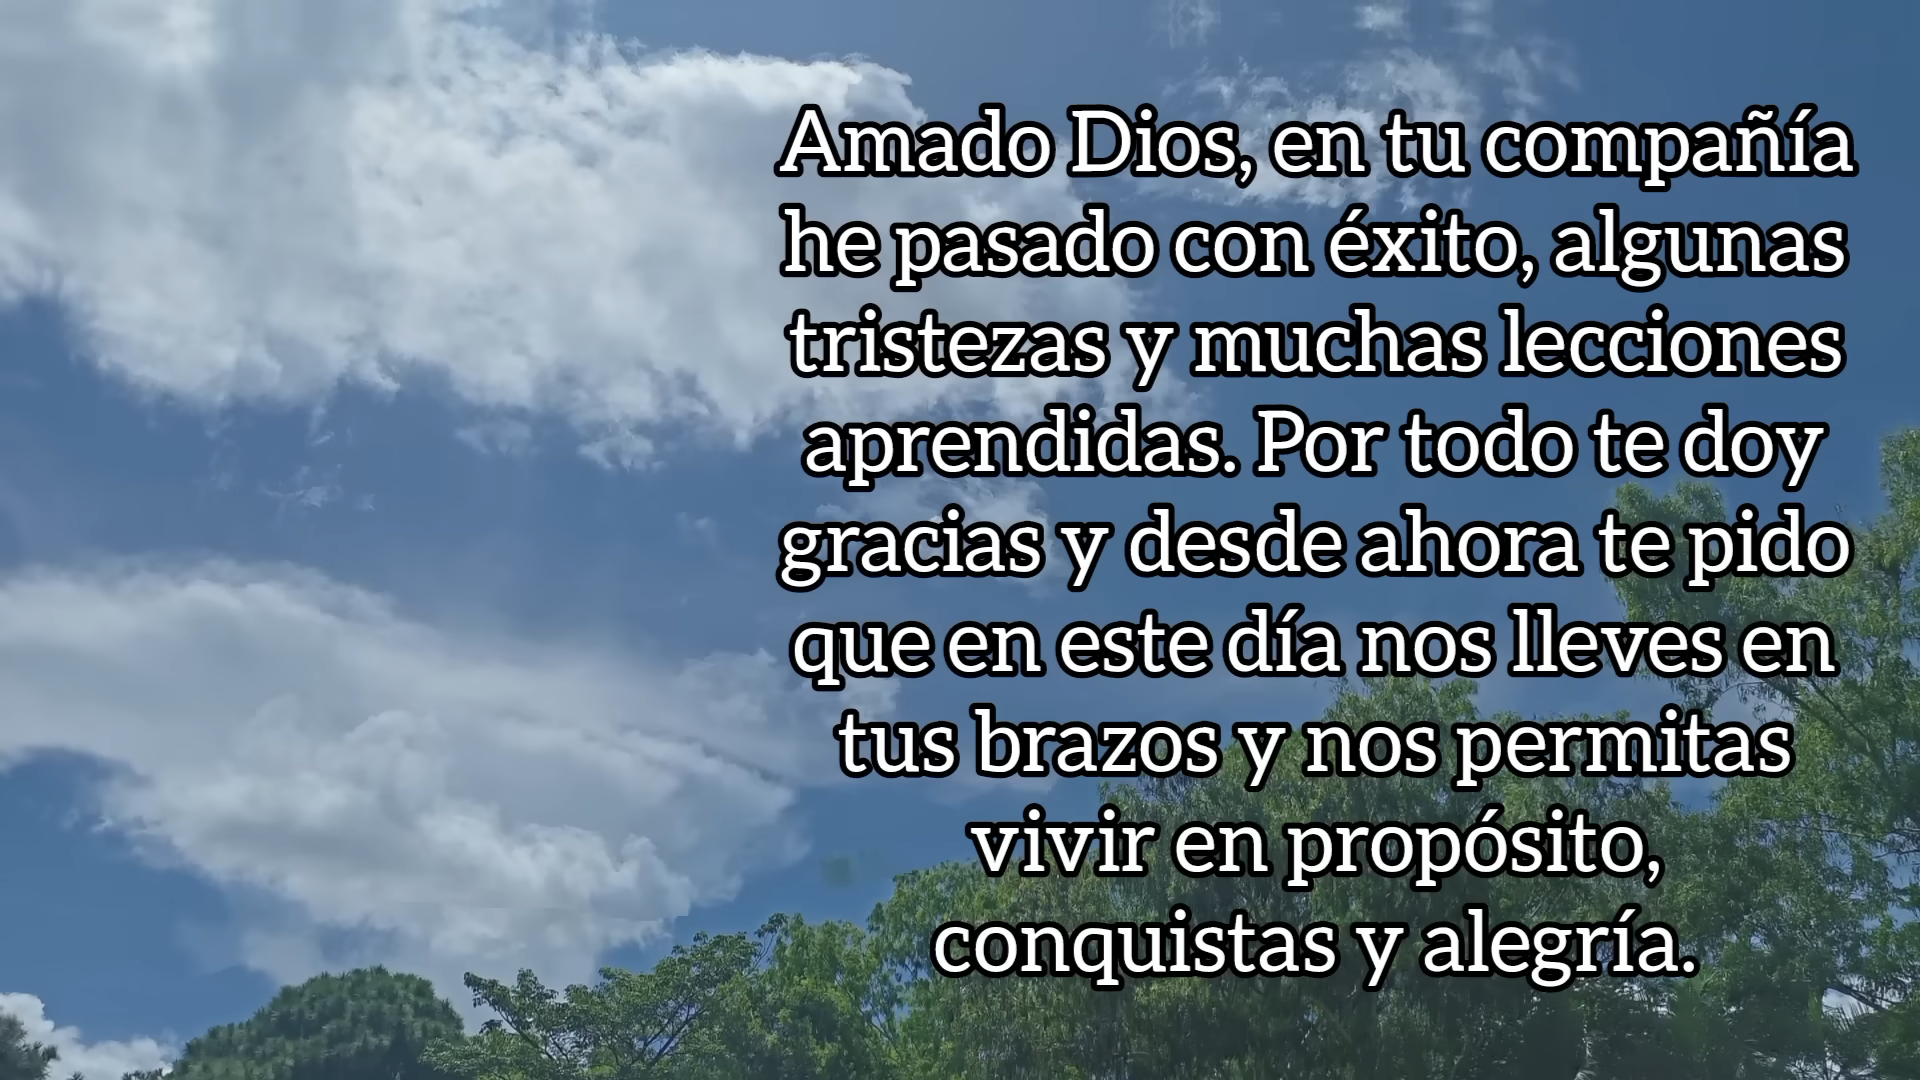 Amado Dios, en tu compañía
he pasado con éxito, algunas
tristezas y muchas lecciones
aprendidas. Por todo te doy
gracias y desde ahora te pido
que en este día nos lleves en
tus brazos y nos permitas
vivir en propósito,
conquistas y alegría.